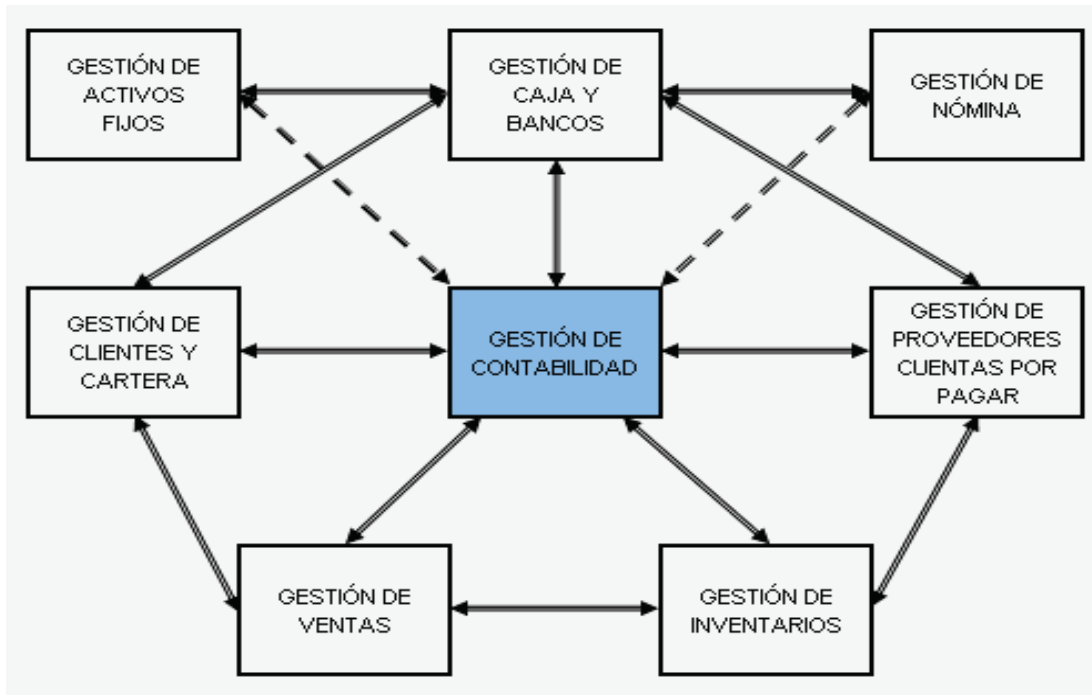 GESTIÓN DE
ACTIVOS
FIJOS
GESTIÓN DE
CAJA Y
BANCOS
GESTIÓN DE
NÓMINA
GESTIÓN DE
CLIENTES Y
CARTERA
GESTIÓN DE
CONTABILIDAD
GESTIÓN DE
PROVEEDORES
CUENTAS POR
PAGAR
GESTIÓN DE
VENTAS
GESTIÓN DE
INVENTARIOS